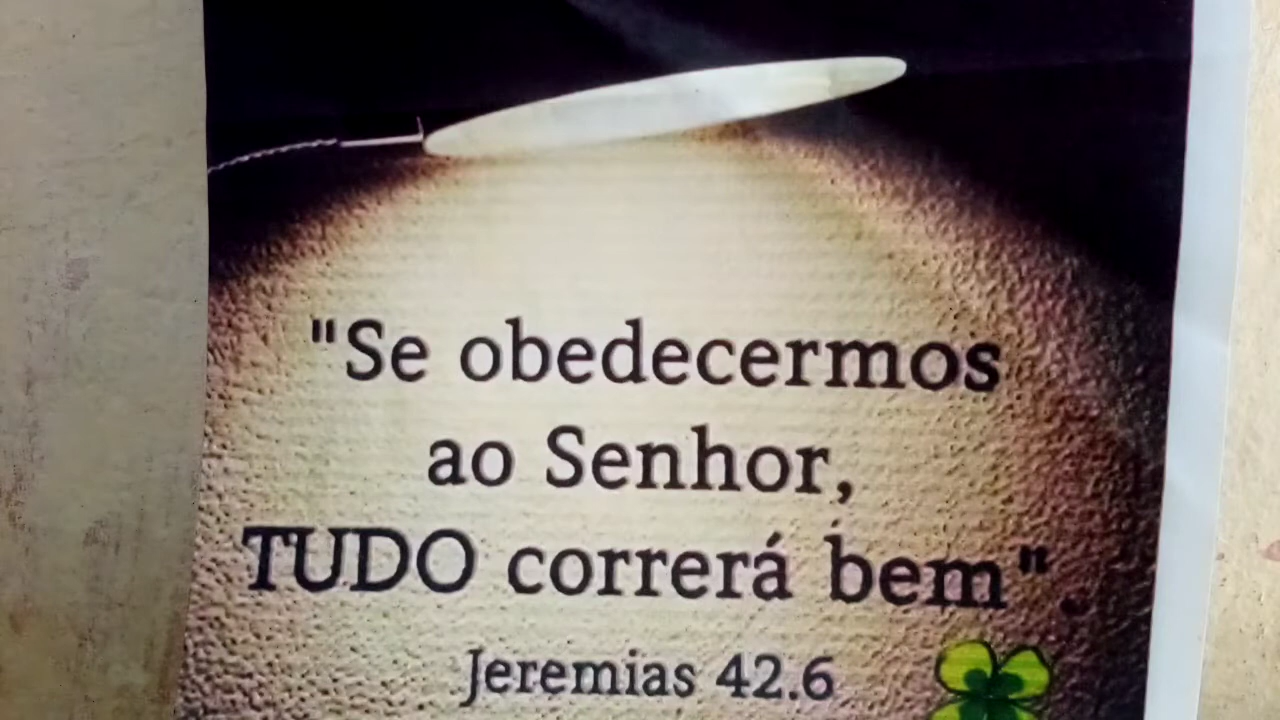 "Se obedecermos
ao Senhor,
TUDO correrá bem".
Jeremias 42.6